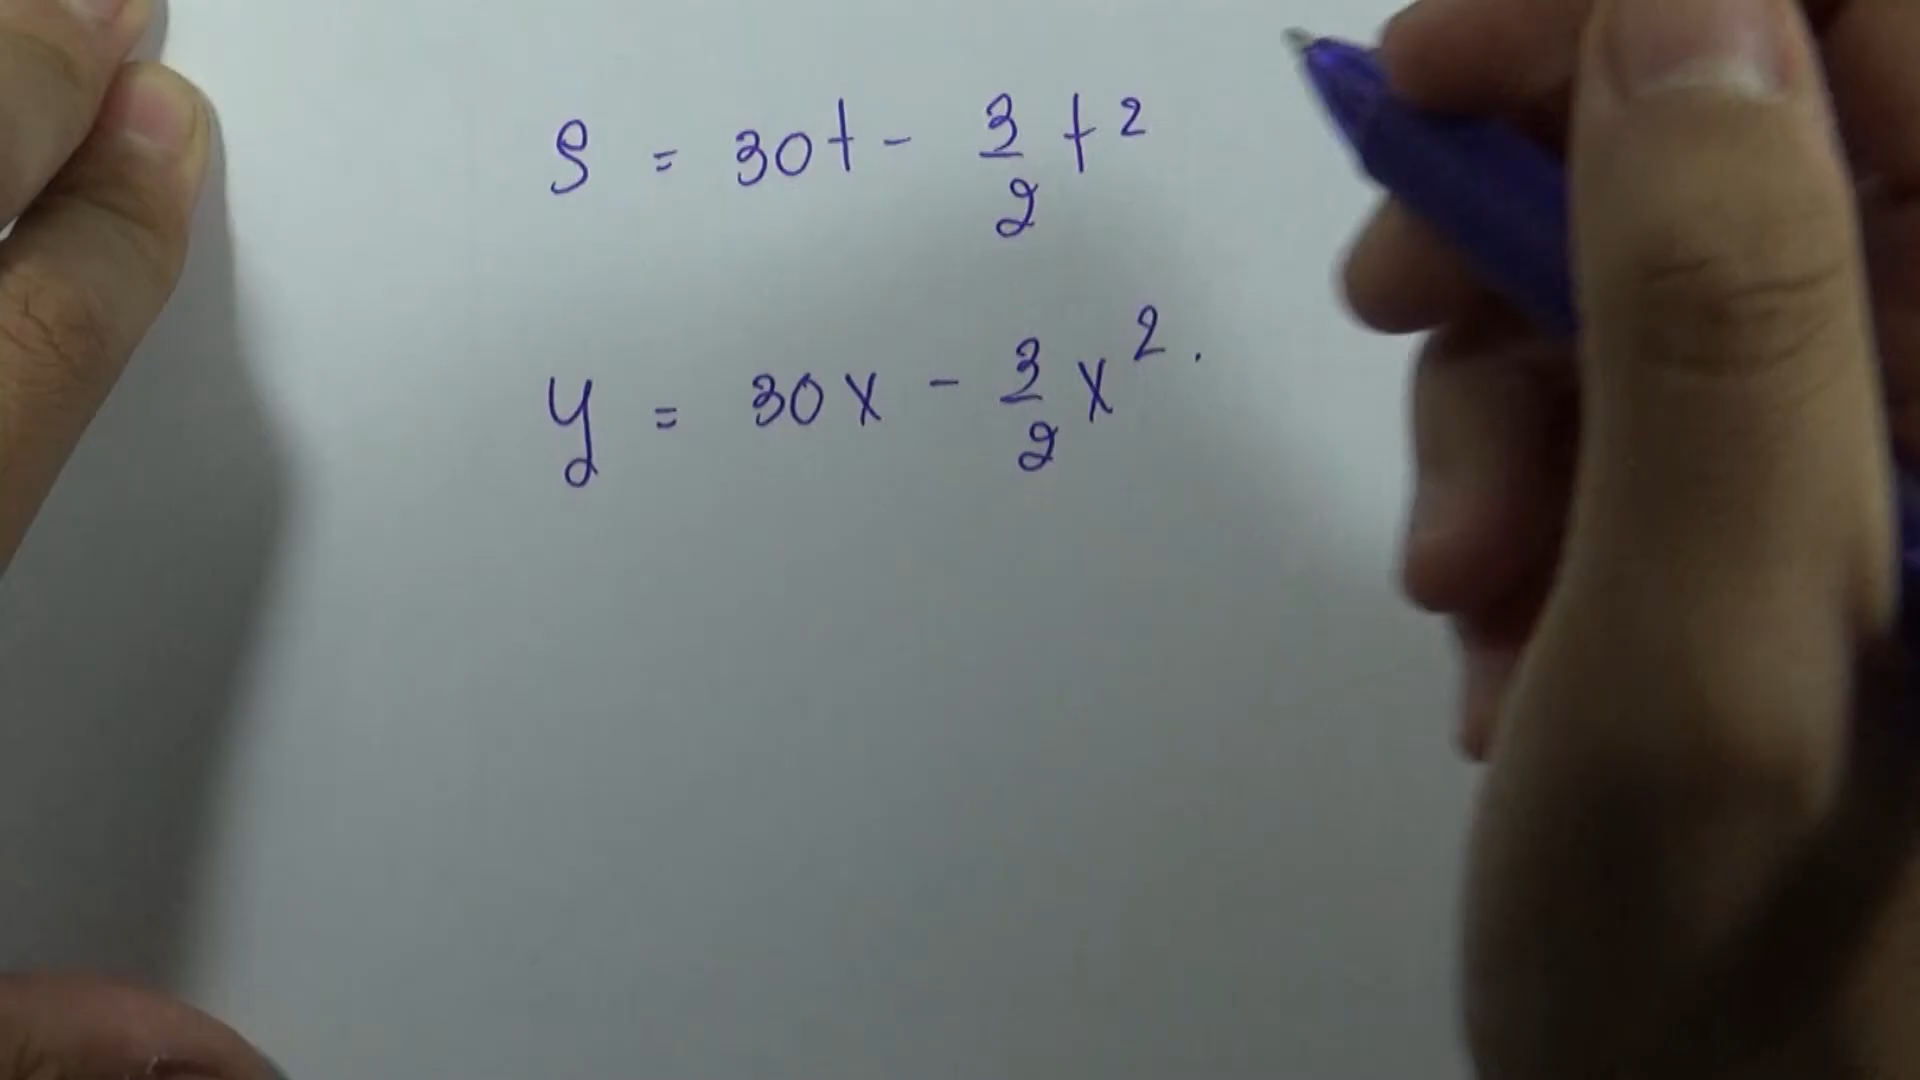 S = 30t - 3/2 t²
y = 30x - 3/2 x².